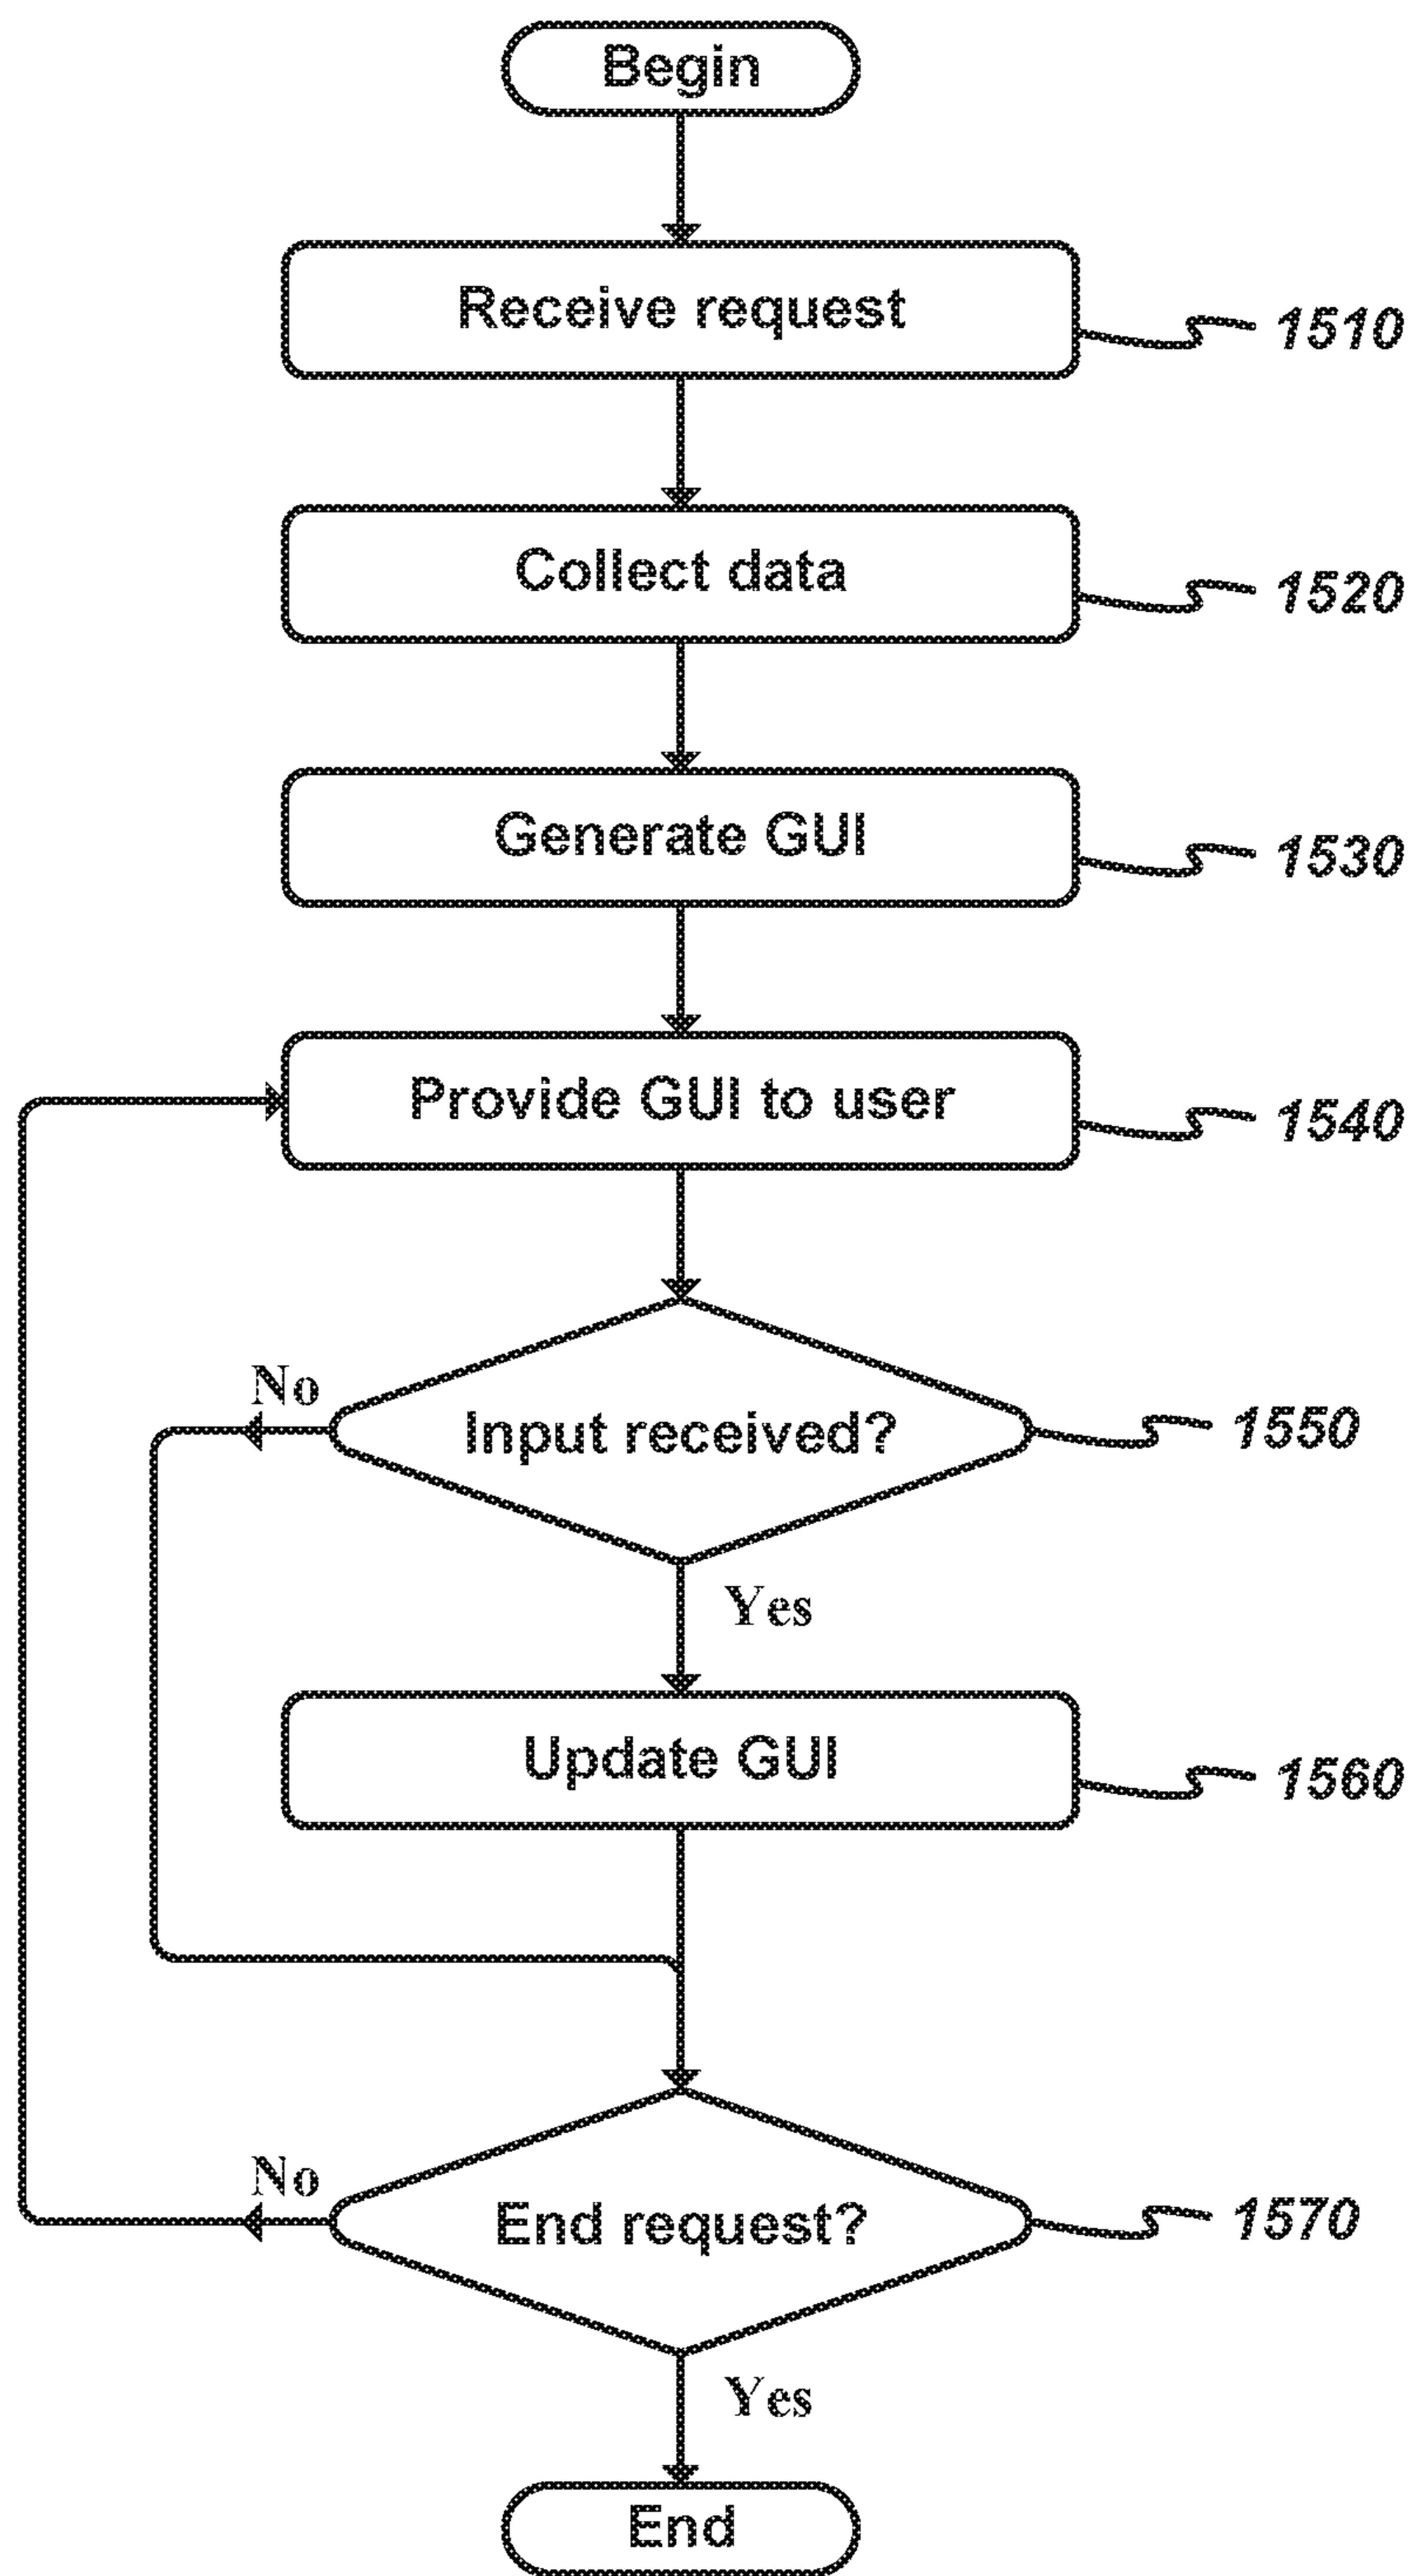 Begin
Receive request
1510
Collect data
1520
Generate GUI
1530
Provide GUI to user
1540
No
Input received?
1550
Yes
Update GUI
1560
No
End request?
1570
Yes
End